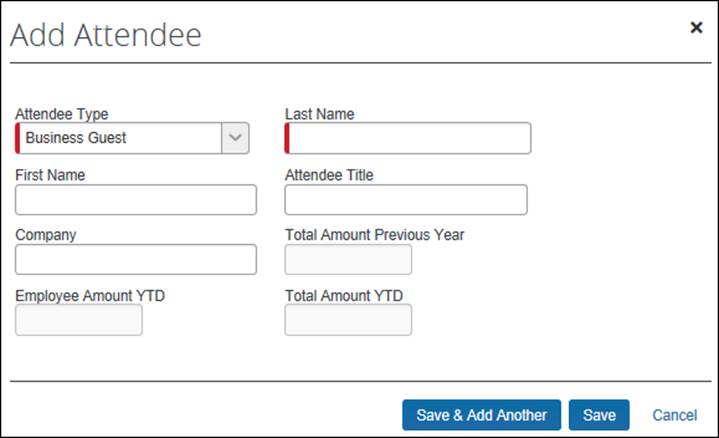 Add Attendee
Attendee Type Last Name
Business Guest
First Name Attendee Title
Company Total Amount Previous Year
Employee Amount YTD Total Amount YTD
Save & Add Another Save Cancel